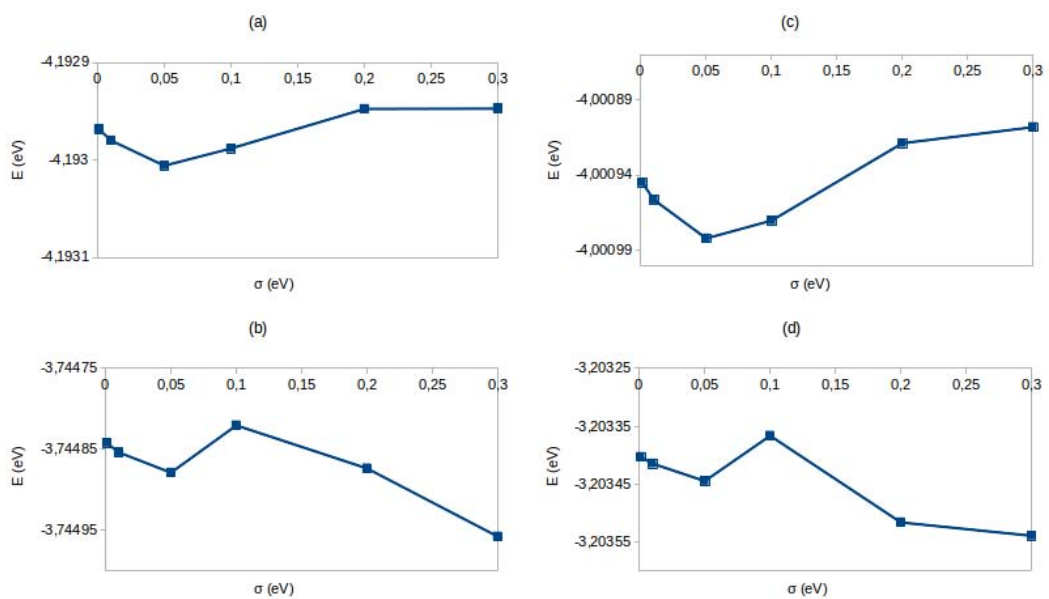 (a)
-4,1929
0 0,05 0,1 0,15 0,2 0,25 0,3
-4,193
-4,1931
E (eV)
σ (eV)
(c)
0 0,05 0,1 0,15 0,2 0,25 0,3
-4,00089
-4,00094
-4,00099
E (eV)
σ (eV)
(b)
-3,74475
0 0,05 0,1 0,15 0,2 0,25 0,3
-3,74485
-3,74495
E (eV)
σ (eV)
(d)
-3,20325
0 0,05 0,1 0,15 0,2 0,25 0,3
-3,20335
-3,20345
-3,20355
E (eV)
σ (eV)